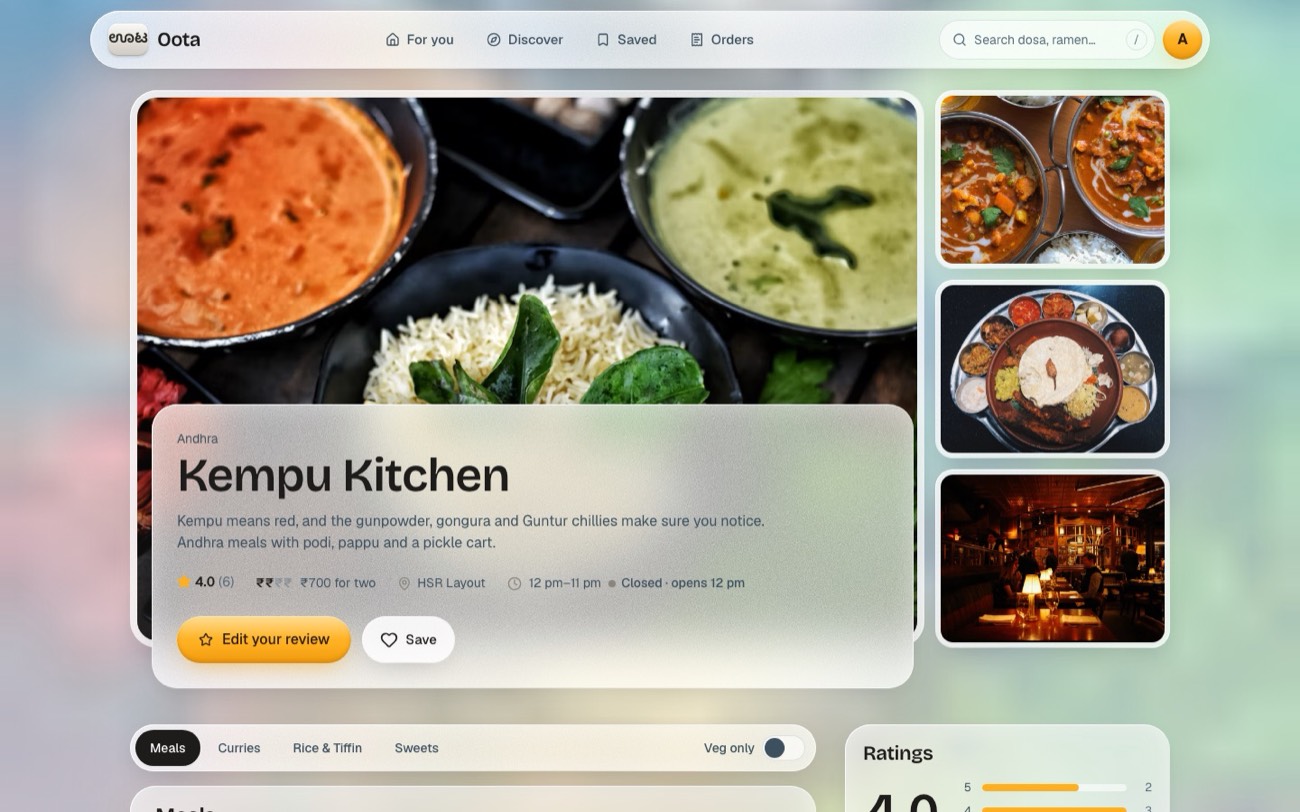 ಊಟ Oota
For you
Discover
Saved
Orders
Search dosa, ramen...
/
A
Andhra
Kempu Kitchen
Kempu means red, and the gunpowder, gongura and Guntur chillies make sure you notice.
Andhra meals with podi, pappu and a pickle cart.
4.0 (6) ₹₹₹₹ ₹700 for two HSR Layout 12 pm–11 pm Closed · opens 12 pm
Edit your review
Save
Meals
Curries
Rice & Tiffin
Sweets
Veg only
Meals
Ratings
4.0
5 2
4 3